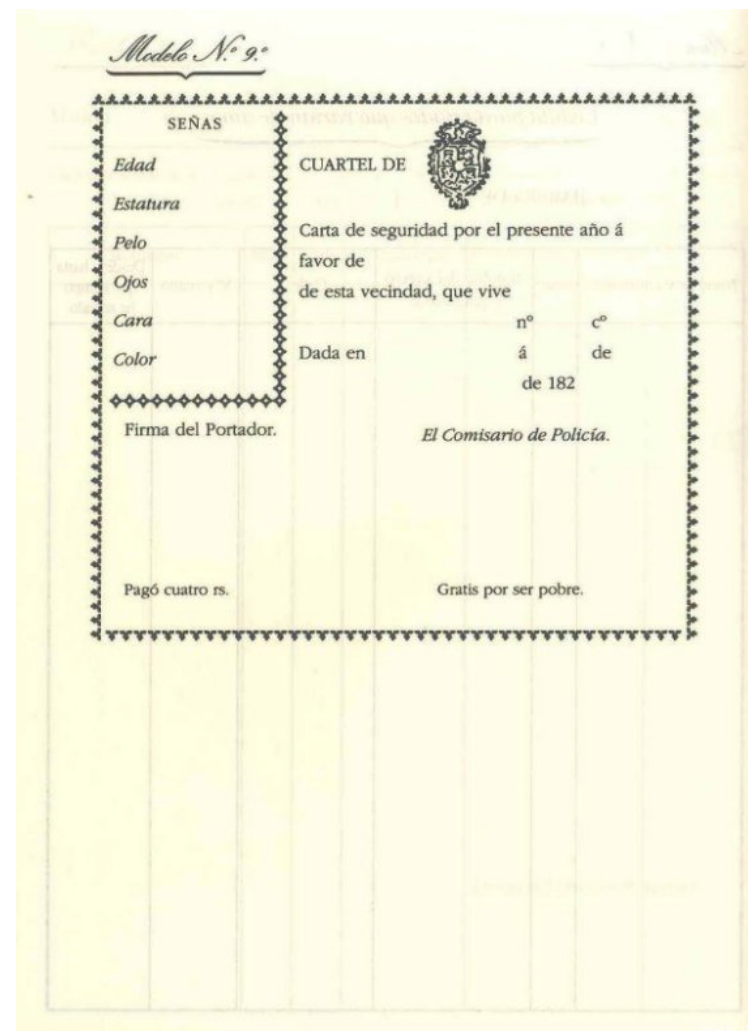 Modelo N.º 9.º
SEÑAS
Edad
Estatura
Pelo
Ojos
Cara
Color
CUARTEL DE
Carta de seguridad por el presente año á
favor de
de esta vecindad, que vive
nº cº
Dada en á de
de 182
Firma del Portador.
El Comisario de Policía.
Pagó cuatro rs.
Gratis por ser pobre.